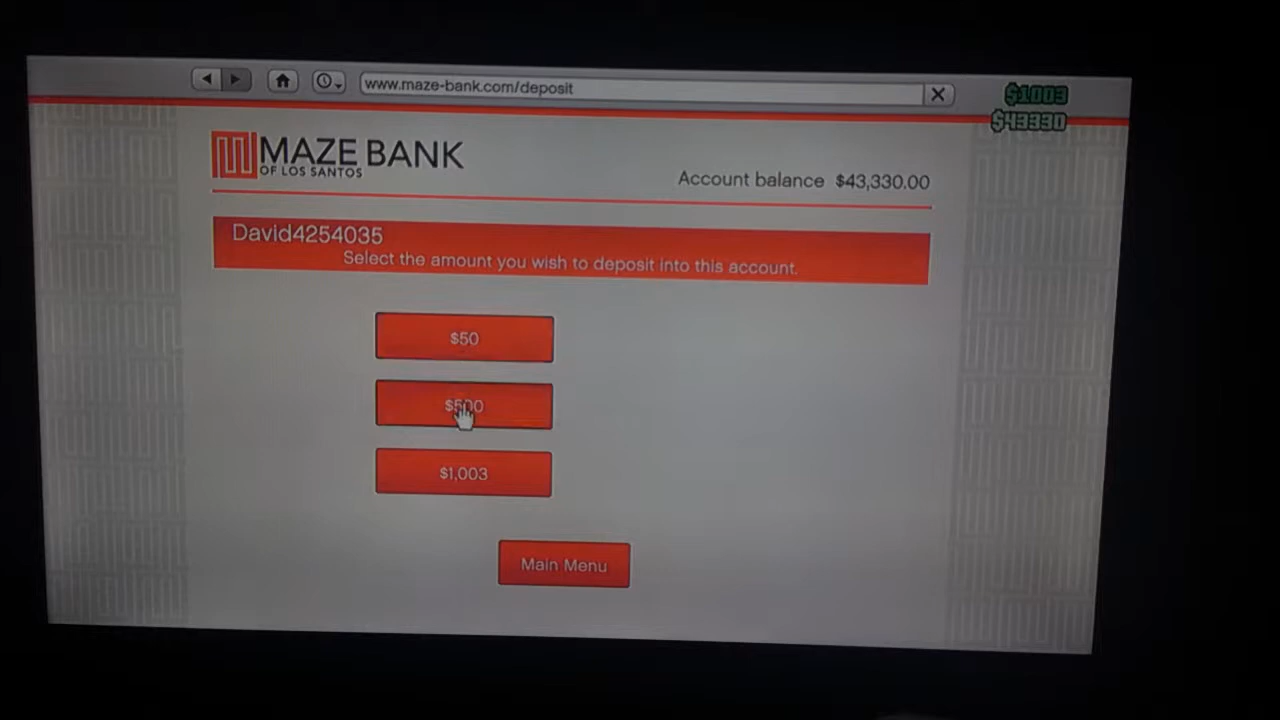 www.maze-bank.com/deposit
$1003
$43330
MAZE BANK
OF LOS SANTOS
Account balance $43,330.00
David4254035
Select the amount you wish to deposit into this account.
$50
$500
$1,003
Main Menu